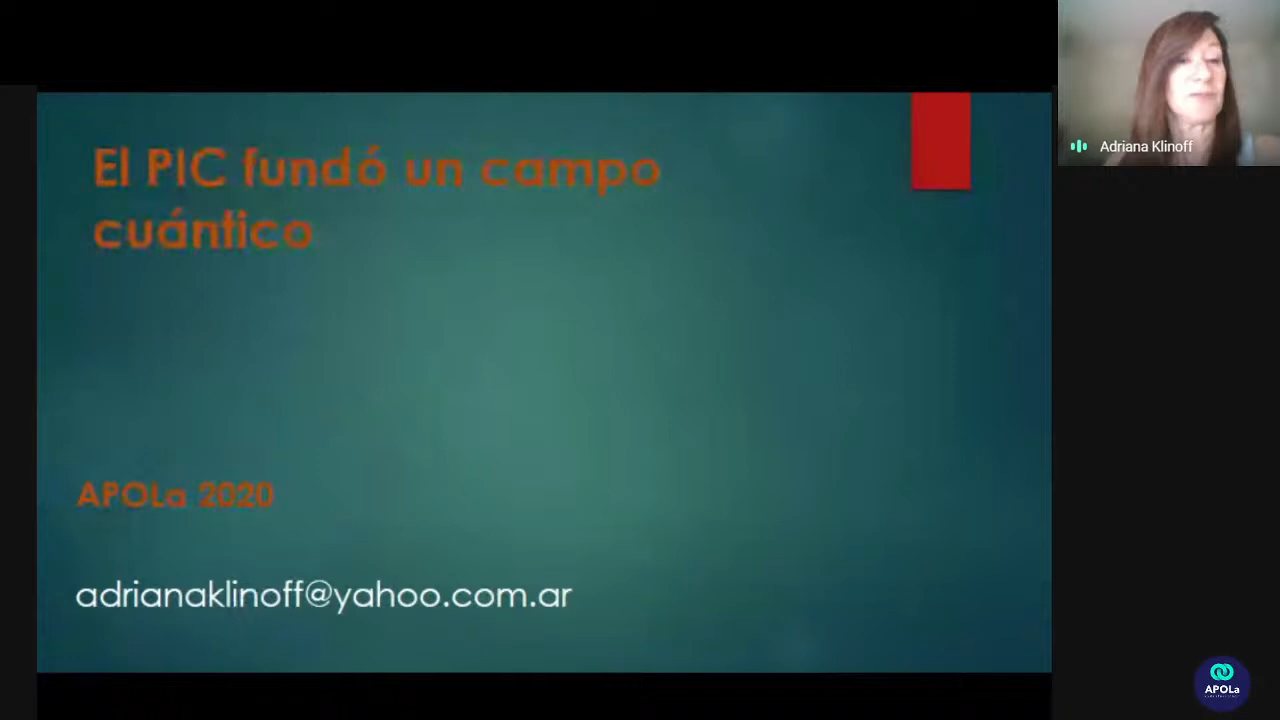 El PIC fundó un campo
cuántico
APOLa 2020
adrianaklinoff@yahoo.com.ar
Adriana Klinoff
APOLa